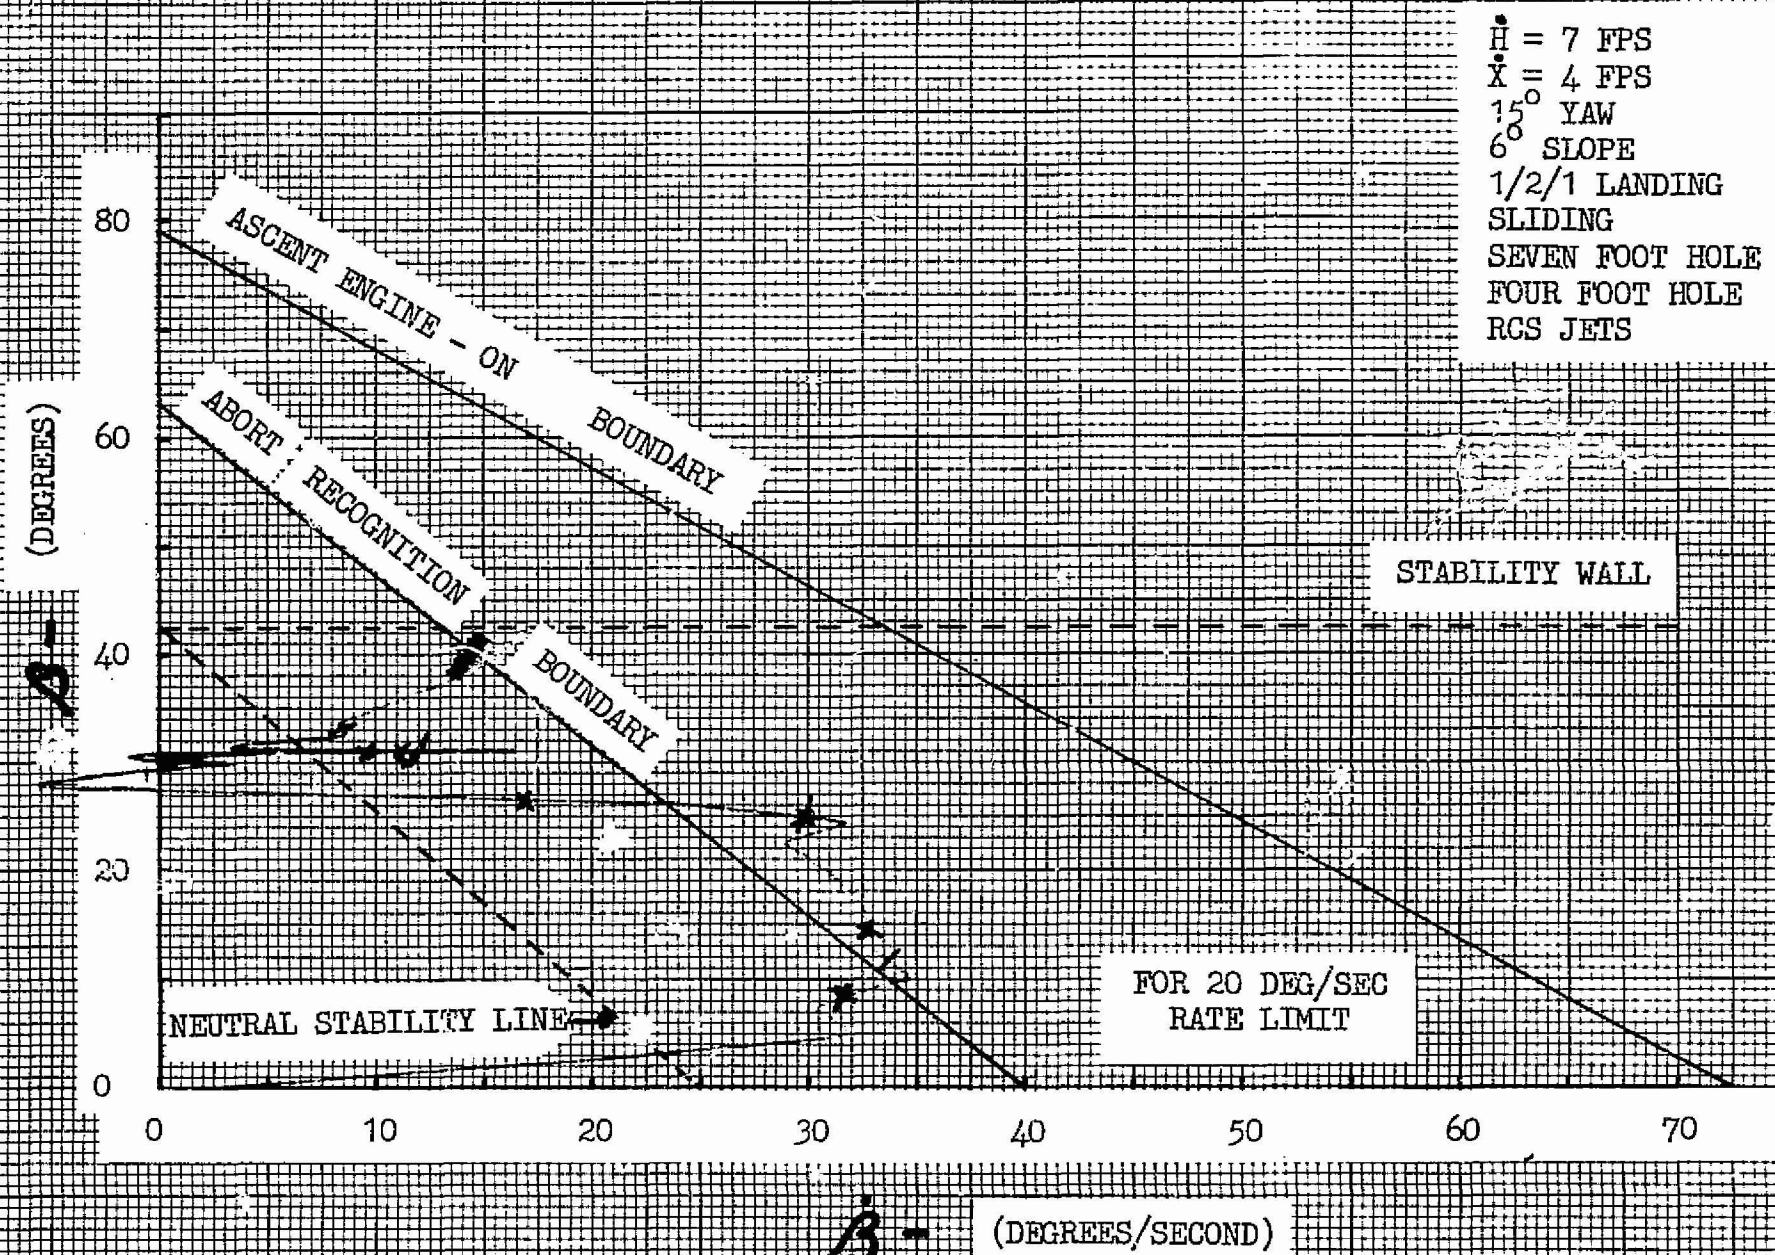 Ḣ = 7 FPS
Ẋ = 4 FPS
15° YAW
6° SLOPE
1/2/1 LANDING
SLIDING
SEVEN FOOT HOLE
FOUR FOOT HOLE
RCS JETS
ASCENT ENGINE - ON BOUNDARY
ABORT RECOGNITION BOUNDARY
STABILITY WALL
NEUTRAL STABILITY LINE
FOR 20 DEG/SEC
RATE LIMIT
80
60
40
20
0
β - (DEGREES)
0 10 20 30 40 50 60 70
β̇ - (DEGREES/SECOND)